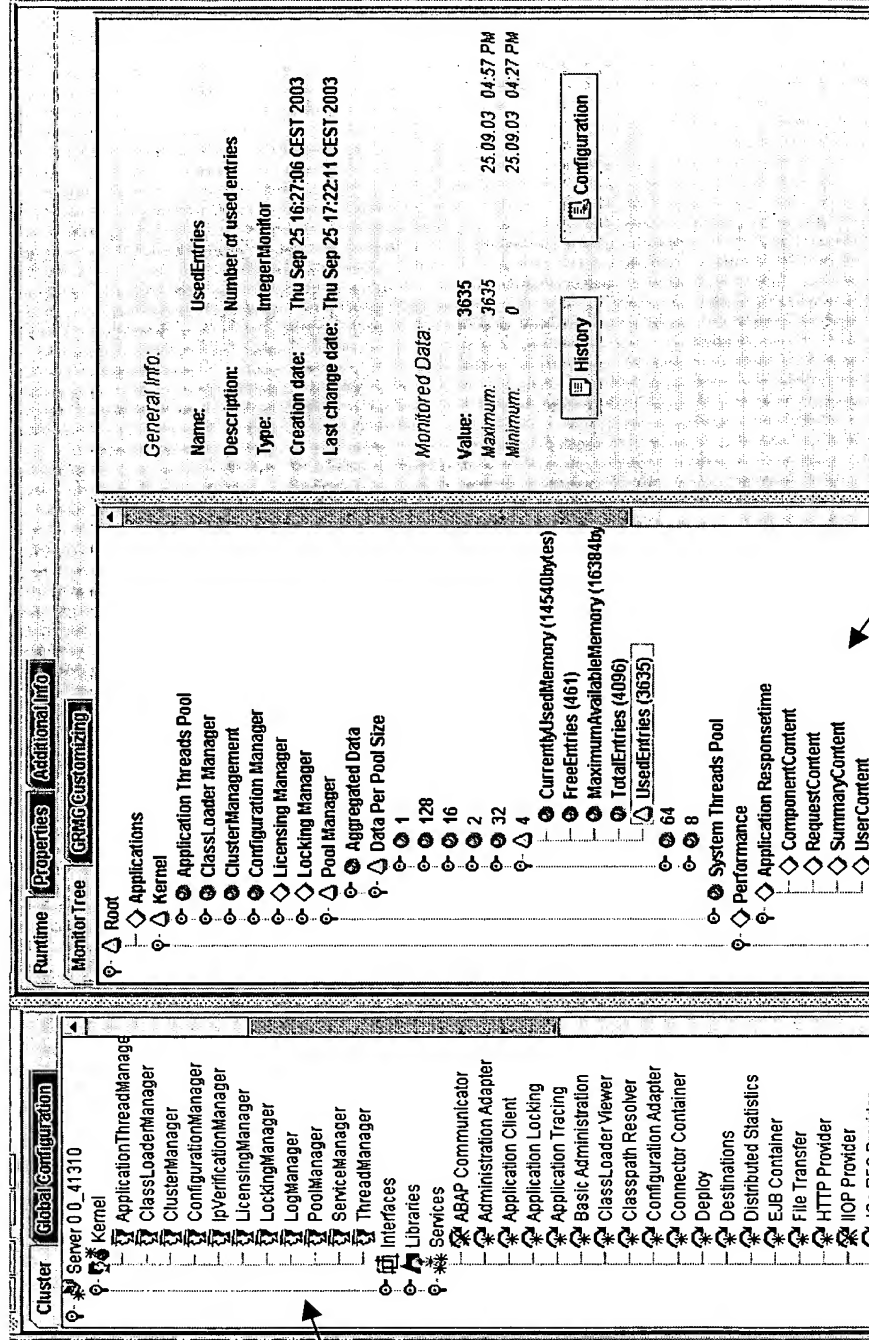 Cluster
Global Configuration
Server 0 0_41310
Kernel
ApplicationThreadManage
ClassLoaderManager
ClusterManager
ConfigurationManager
IpVerificationManager
LicensingManager
LockingManager
LogManager
PoolManager
ServiceManager
ThreadManager
Interfaces
Libraries
Services
ABAP Communicator
Administration Adapter
Application Client
Application Locking
Application Tracing
Basic Administration
ClassLoader Viewer
Classpath Resolver
Configuration Adapter
Connector Container
Deploy
Destinations
Distributed Statistics
EJB Container
File Transfer
HTTP Provider
IIOP Provider
Runtime
Properties
Additional Info
Monitor Tree
GRMG Customizing
Root
Applications
Kernel
Application Threads Pool
ClassLoader Manager
ClusterManagement
Configuration Manager
Licensing Manager
Locking Manager
Pool Manager
Aggregated Data
Data Per Pool Size
1
128
16
2
32
4
CurrentlyUsedMemory (14540bytes)
FreeEntries (461)
MaximumAvailableMemory (16384by
TotalEntries (4096)
UsedEntries (3635)
64
8
System Threads Pool
Performance
Application Responsetime
ComponentContent
RequestContent
SummaryContent
UserContent
General Info:
Name: UsedEntries
Description: Number of used entries
Type: IntegerMonitor
Creation date: Thu Sep 25 16:27:06 CEST 2003
Last change date: Thu Sep 25 17:22:11 CEST 2003
Monitored Data:
Value: 3635
Maximum: 3635 25.09.03 04:57 PM
Minimum: 0 25.09.03 04:27 PM
History
Configuration